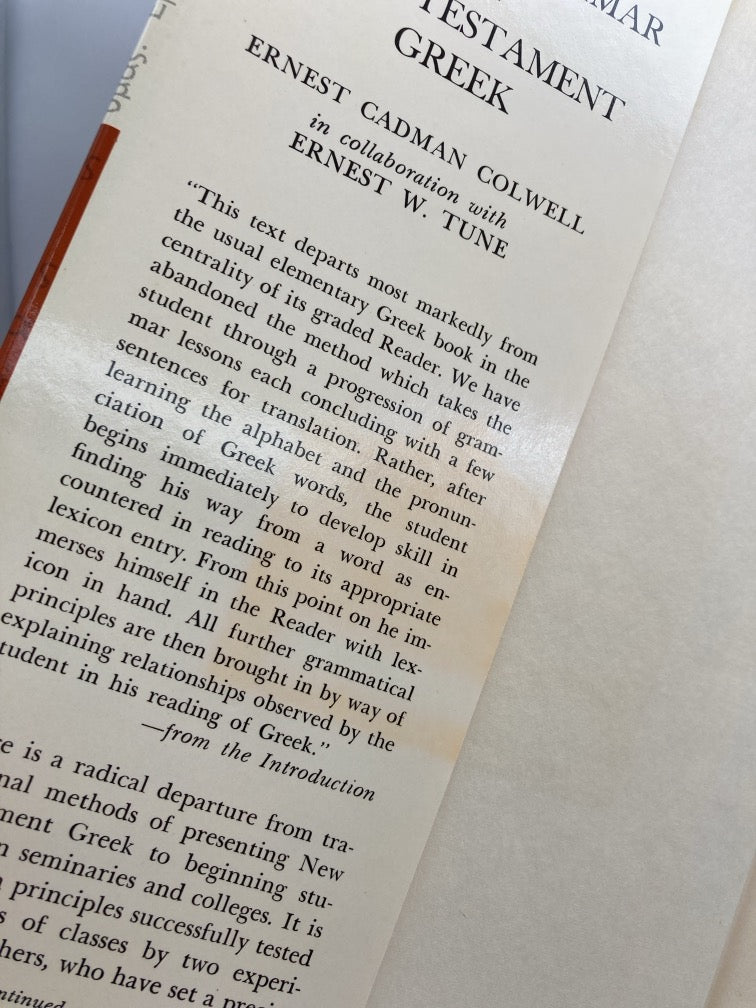 MAR
TESTAMENT
GREEK
ERNEST CADMAN COLWELL
in collaboration with
ERNEST W. TUNE
“This text departs most markedly from
the usual elementary Greek book in the
centrality of its graded Reader. We have
abandoned the method which takes the
student through a progression of gram-
mar lessons each concluding with a few
sentences for translation. Rather, after
learning the alphabet and the pronun-
ciation of Greek words, the student
begins immediately to develop skill in
finding his way from a word as en-
countered in reading to its appropriate
lexicon entry. From this point on he im-
merses himself in the Reader with lex-
icon in hand. All further grammatical
principles are then brought in by way of
explaining relationships observed by the
tudent in his reading of Greek.”
—from the Introduction
e is a radical departure from tra-
nal methods of presenting New
ment Greek to beginning stu-
n seminaries and colleges. It is
principles successfully tested
s of classes by two experi-
hers, who have set a
ntinued